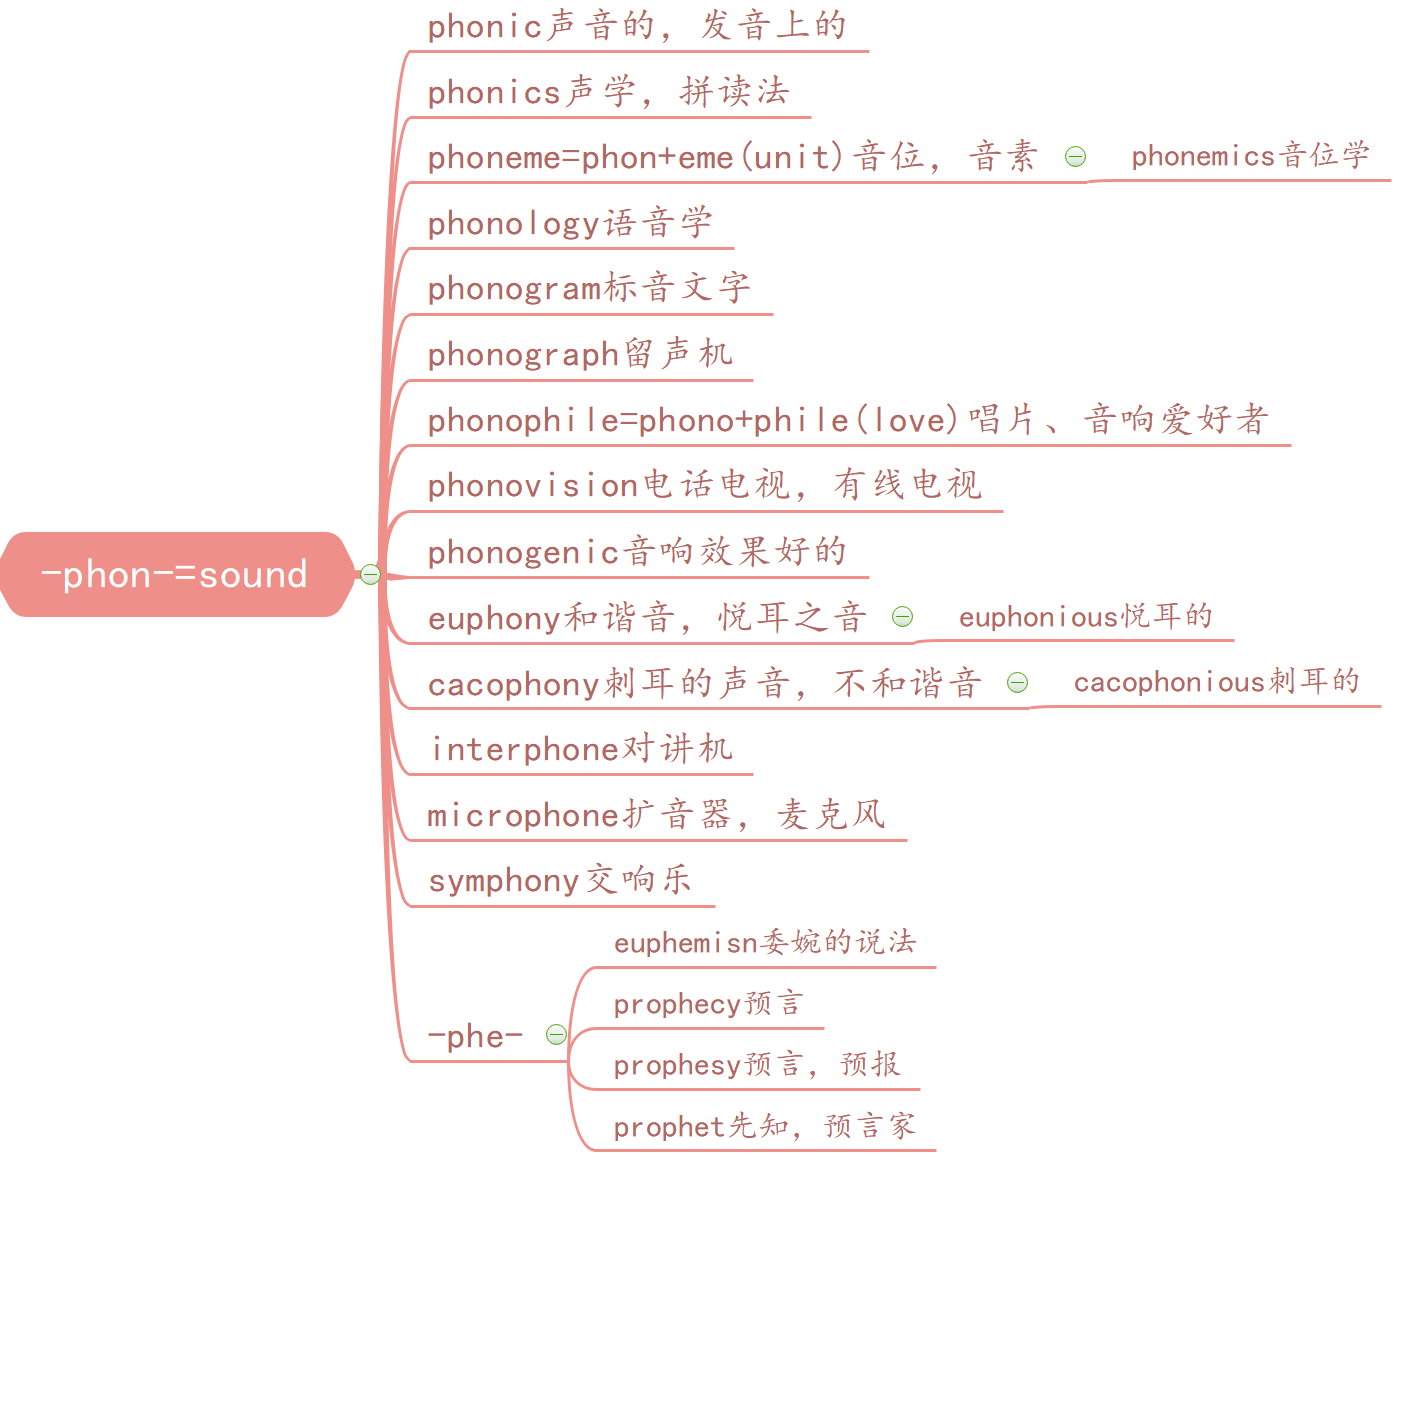 phonic声音的，发音上的
phonics声学，拼读法
phoneme=phon+eme(unit)音位，音素
phonemics音位学
phonology语音学
phonogram标音文字
phonograph留声机
phonophile=phono+phile(love)唱片、音响爱好者
phonovision电话电视，有线电视
-phon-=sound
phonogenic音响效果好的
euphony和谐音，悦耳之音
euphonious悦耳的
cacophony刺耳的声音，不和谐音
cacophonious刺耳的
interphone对讲机
microphone扩音器，麦克风
symphony交响乐
-phe-
euphemisn委婉的说法
prophecy预言
prophesy预言，预报
prophet先知，预言家